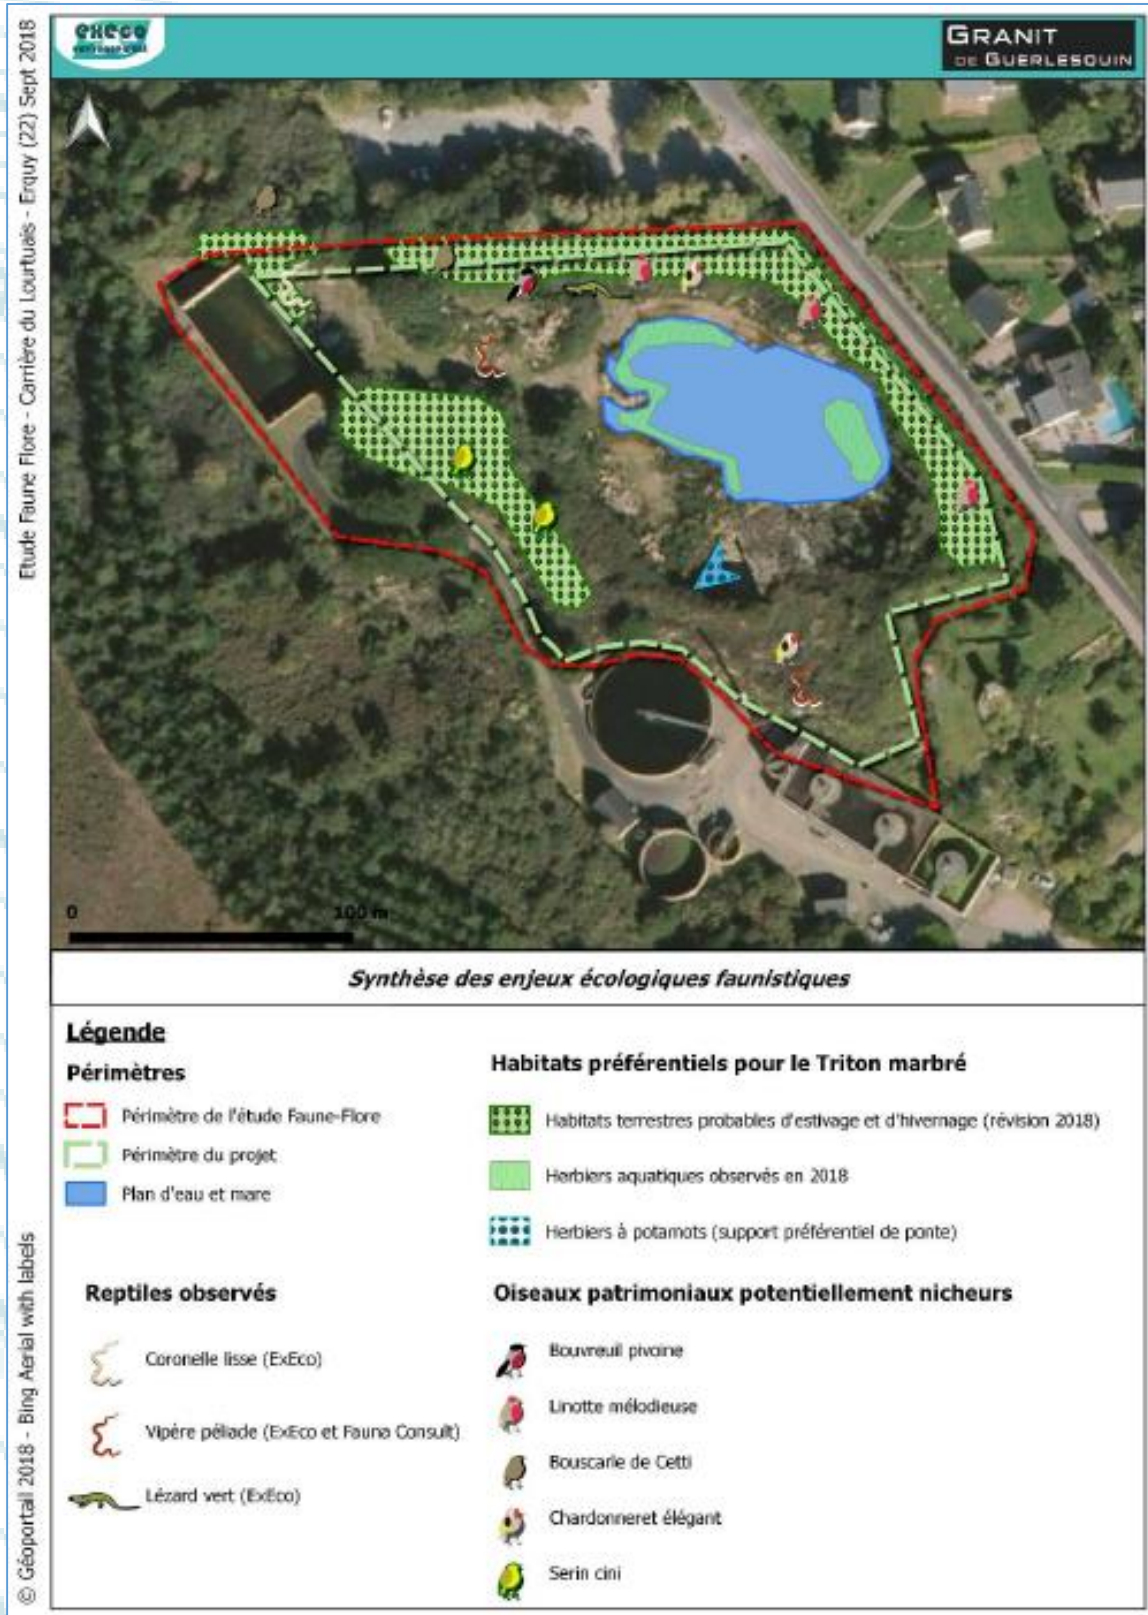 execo
GRANIT
DE GUERLESQUIN
Etude Faune Flore - Carrière du Lourtuais - Erquy (22) Sept 2018
0 100 m
Synthèse des enjeux écologiques faunistiques
Légende
Périmètres
Périmètre de l'étude Faune-Flore
Périmètre du projet
Plan d'eau et mare
Habitats préférentiels pour le Triton marbré
Habitats terrestres probables d'estivage et d'hivernage (révision 2018)
Herbiers aquatiques observés en 2018
Herbiers à potamots (support préférentiel de ponte)
Reptiles observés
Coronelle lisse (ExEco)
Vipère péliade (ExEco et Fauna Consult)
Lézard vert (ExEco)
Oiseaux patrimoniaux potentiellement nicheurs
Bouvreuil pivoine
Linotte mélodieuse
Bouscarle de Cetti
Chardonneret élégant
Serin cini
© Géoportail 2018 - Bing Aerial with labels